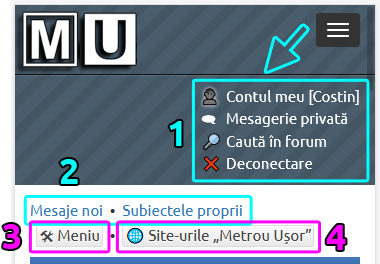 MU
Contul meu [Costin]
Mesagerie privată
1
Caută în forum
Deconectare
2
Mesaje noi • Subiectele proprii
3 Meniu • Site-urile „Metrou Ușor” 4